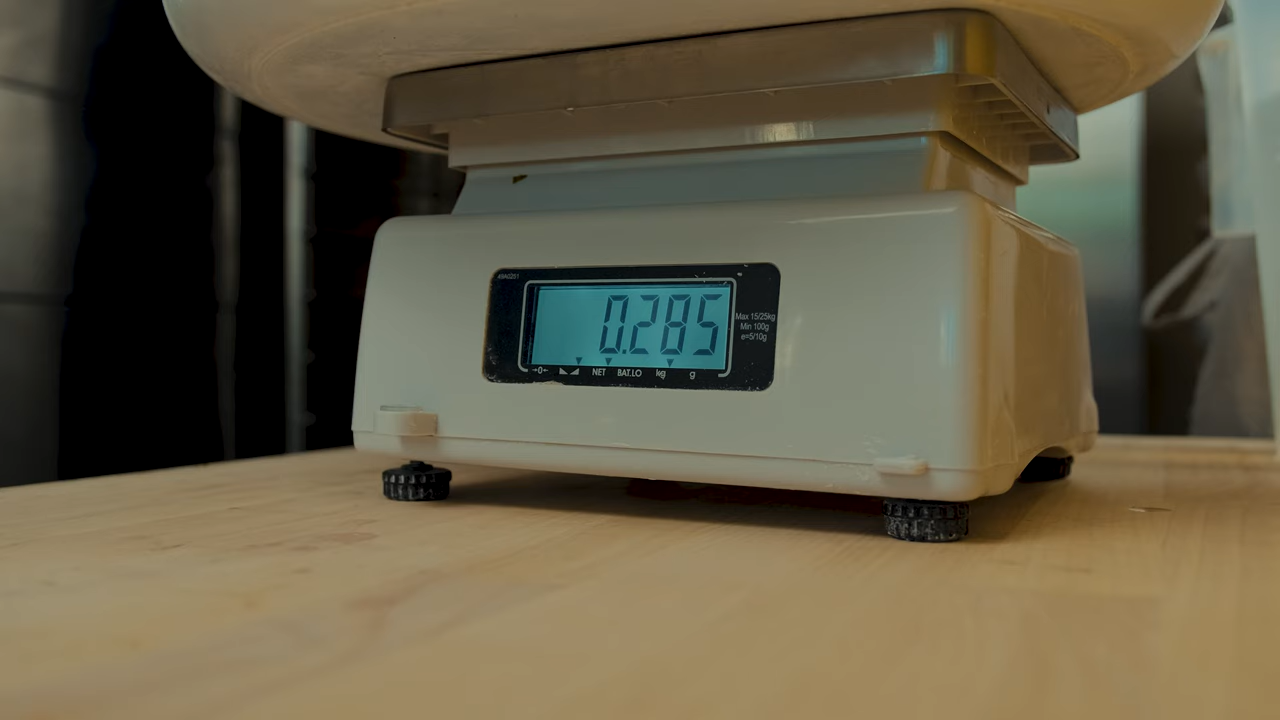 0.285
Max 15/25kg
Min 100g
e=5/10g
→0← NET BAT.LO kg g